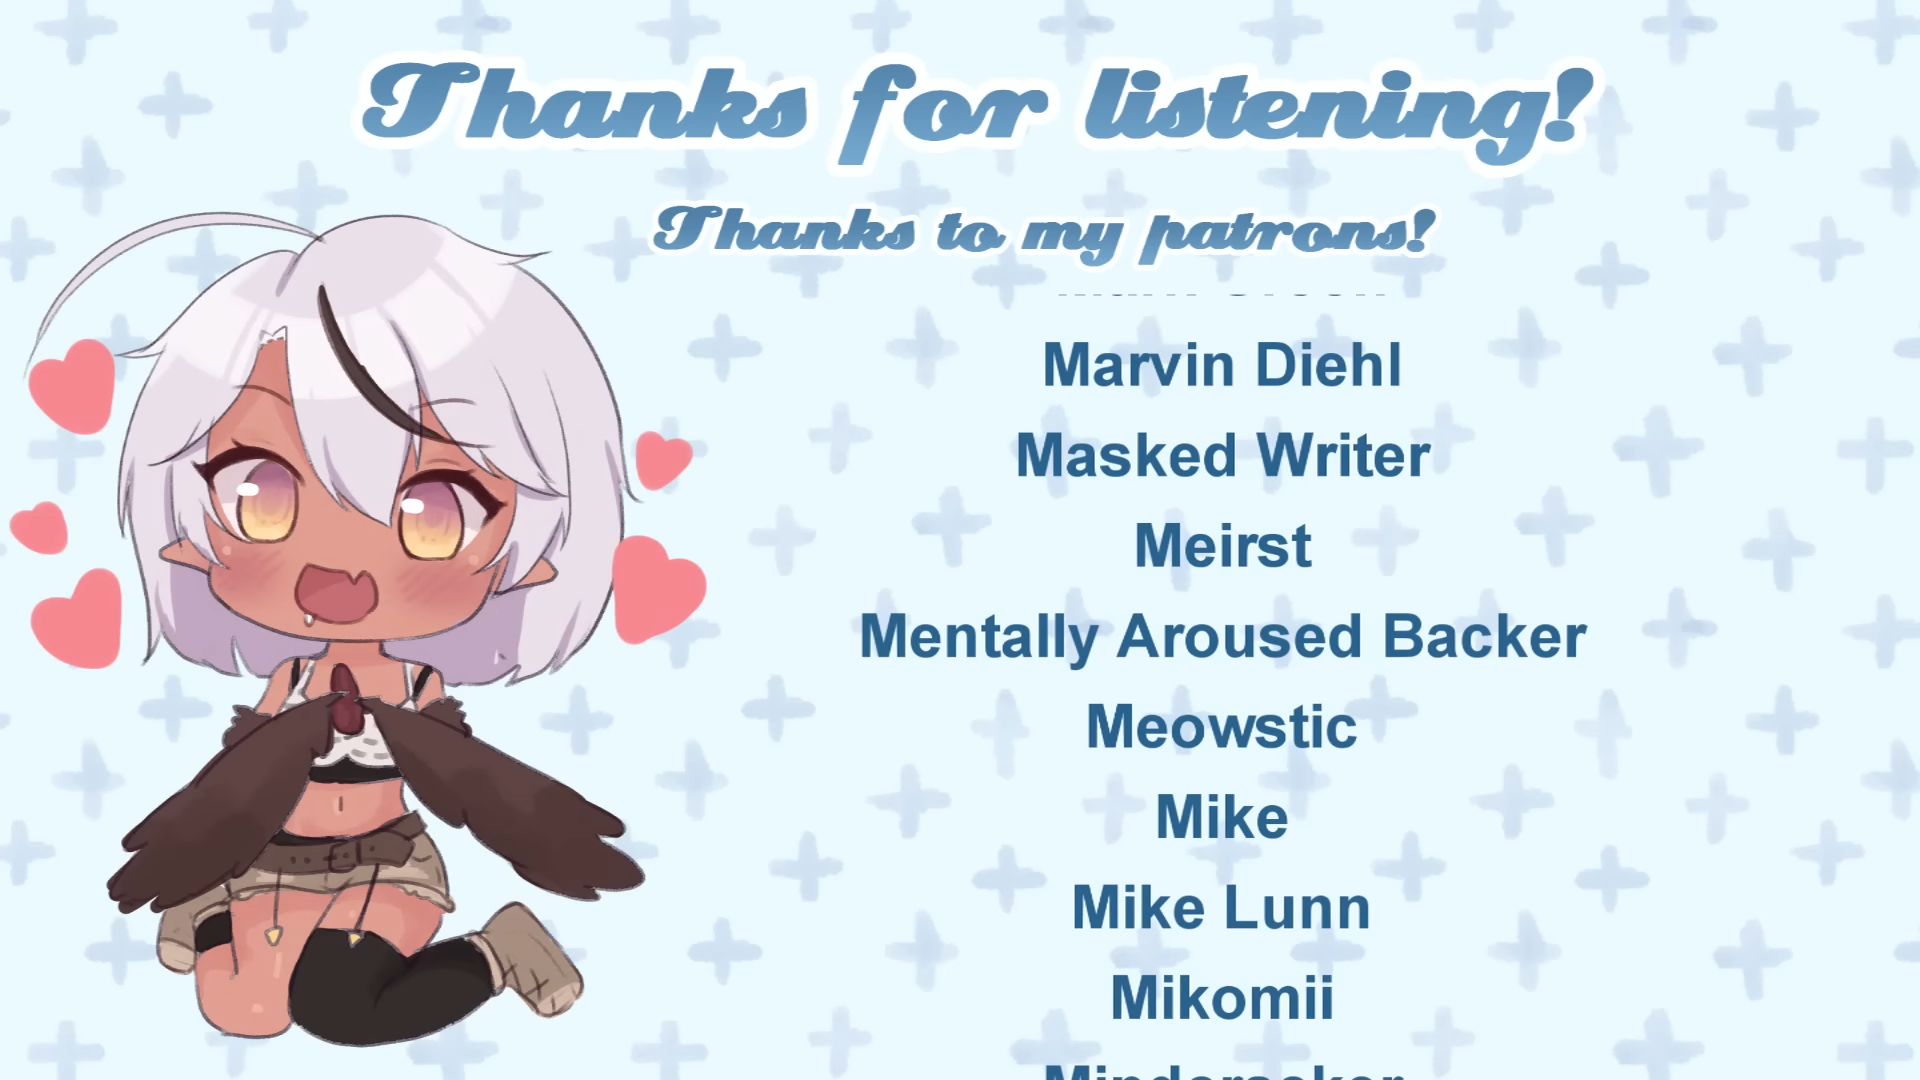 Thanks for listening!
Thanks to my patrons!
Marvin Diehl
Masked Writer
Meirst
Mentally Aroused Backer
Meowstic
Mike
Mike Lunn
Mikomii